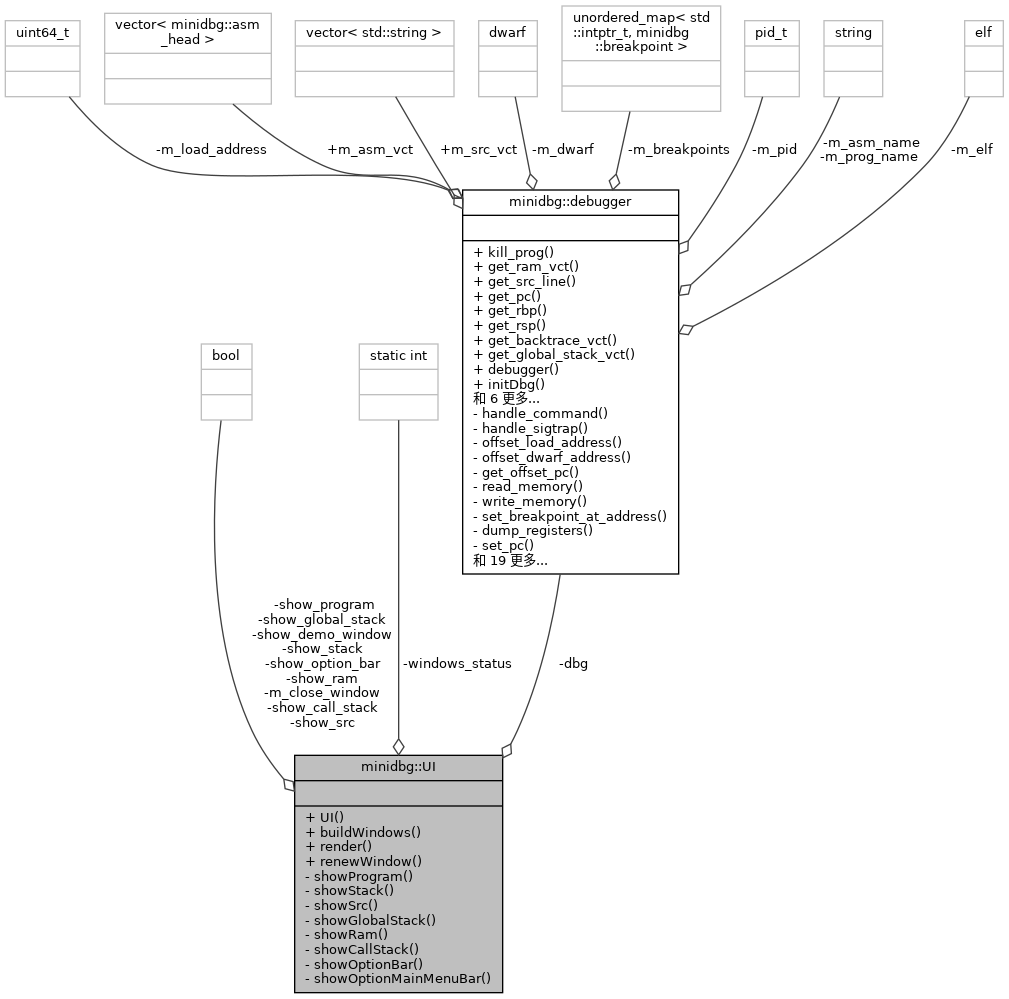 uint64_t
vector< minidbg::asm
_head >
vector< std::string >
dwarf
unordered_map< std
::intptr_t, minidbg
::breakpoint >
pid_t
string
elf
-m_load_address
+m_asm_vct
+m_src_vct
-m_dwarf
-m_breakpoints
-m_pid
-m_asm_name
-m_prog_name
-m_elf
minidbg::debugger
+ kill_prog()
+ get_ram_vct()
+ get_src_line()
+ get_pc()
+ get_rbp()
+ get_rsp()
+ get_backtrace_vct()
+ get_global_stack_vct()
+ debugger()
+ initDbg()
和 6 更多...
- handle_command()
- handle_sigtrap()
- offset_load_address()
- offset_dwarf_address()
- get_offset_pc()
- read_memory()
- write_memory()
- set_breakpoint_at_address()
- dump_registers()
- set_pc()
和 19 更多...
bool
static int
-show_program
-show_global_stack
-show_demo_window
-show_stack
-show_option_bar
-show_ram
-m_close_window
-show_call_stack
-show_src
-windows_status
-dbg
minidbg::UI
+ UI()
+ buildWindows()
+ render()
+ renewWindow()
- showProgram()
- showStack()
- showSrc()
- showGlobalStack()
- showRam()
- showCallStack()
- showOptionBar()
- showOptionMainMenuBar()